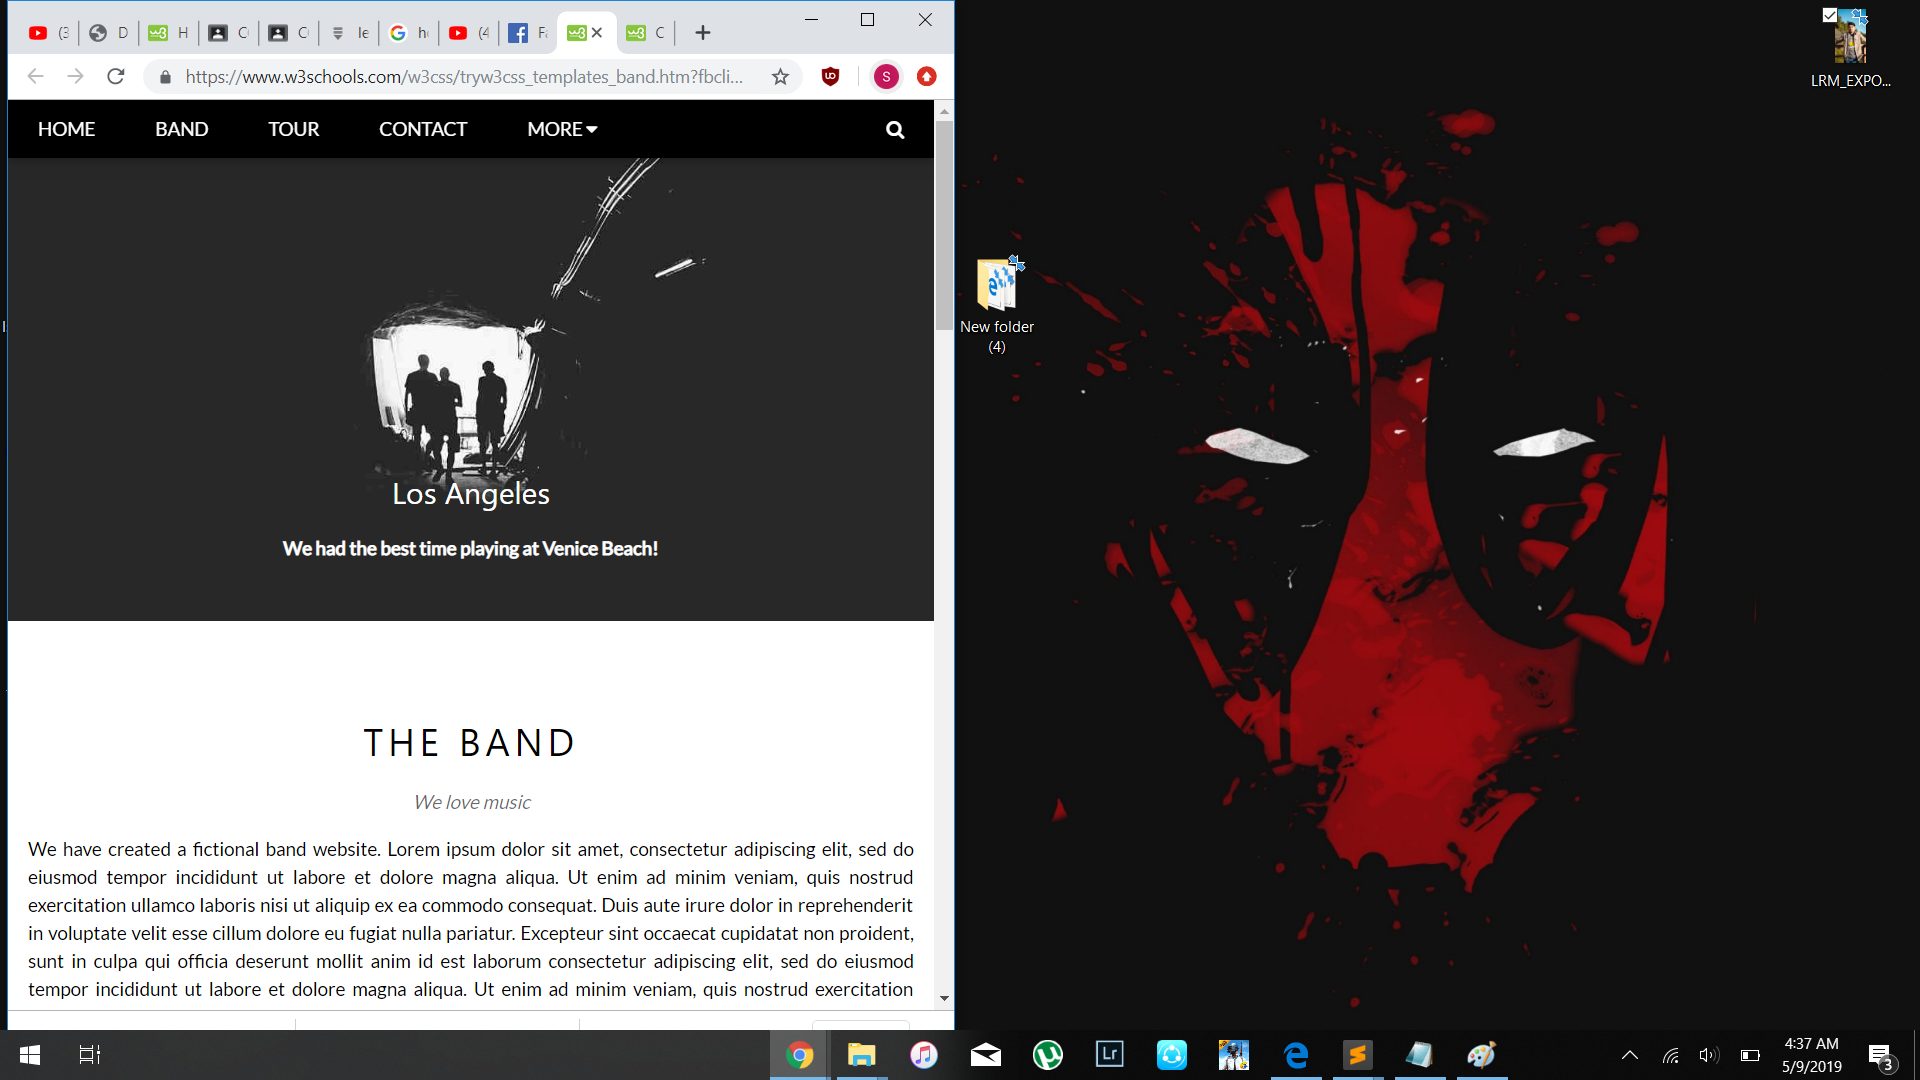 (3
D
H
C
C
le
h
(4
Fa
C
https://www.w3schools.com/w3css/tryw3css_templates_band.htm?fbcli...
S
HOME BAND TOUR CONTACT MORE
Los Angeles
We had the best time playing at Venice Beach!
THE BAND
We love music
We have created a fictional band website. Lorem ipsum dolor sit amet, consectetur adipiscing elit, sed do
eiusmod tempor incididunt ut labore et dolore magna aliqua. Ut enim ad minim veniam, quis nostrud
exercitation ullamco laboris nisi ut aliquip ex ea commodo consequat. Duis aute irure dolor in reprehenderit
in voluptate velit esse cillum dolore eu fugiat nulla pariatur. Excepteur sint occaecat cupidatat non proident,
sunt in culpa qui officia deserunt mollit anim id est laborum consectetur adipiscing elit, sed do eiusmod
tempor incididunt ut labore et dolore magna aliqua. Ut enim ad minim veniam, quis nostrud exercitation
LRM_EXPO...
New folder
(4)
Lr
4:37 AM
5/9/2019
3